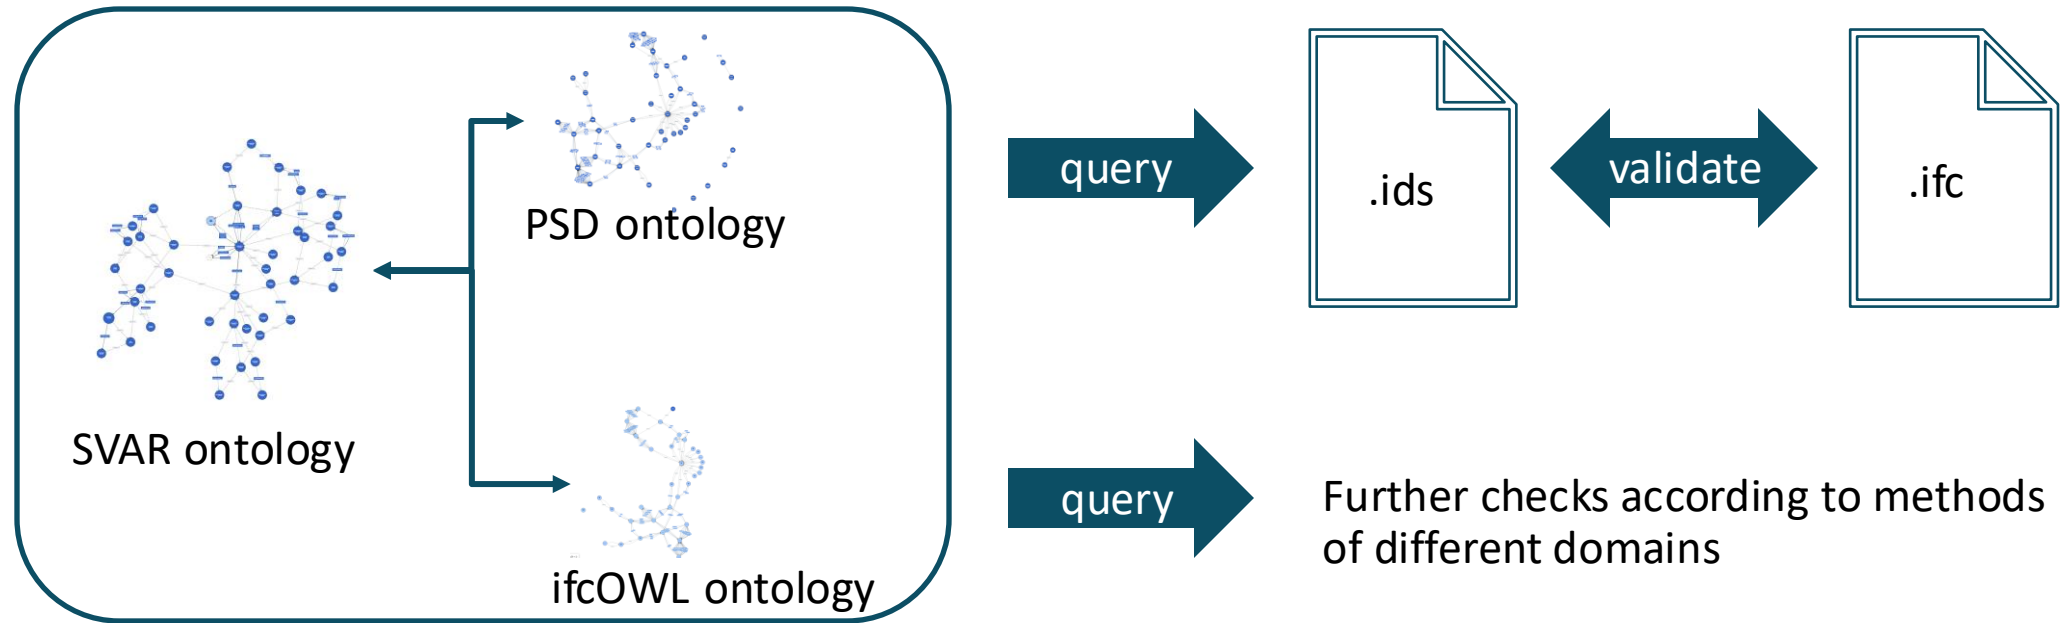 PSD ontology
SVAR ontology
ifcOWL ontology
query
.ids
validate
.ifc
query
Further checks according to methods
of different domains